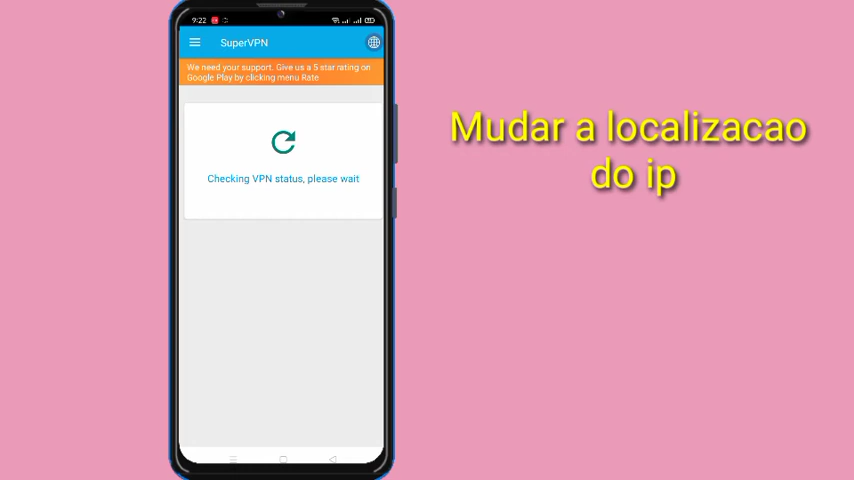 9:22
SuperVPN
We need your support. Give us a 5 star rating on
Google Play by clicking menu Rate
Checking VPN status, please wait
Mudar a localizacao
do ip